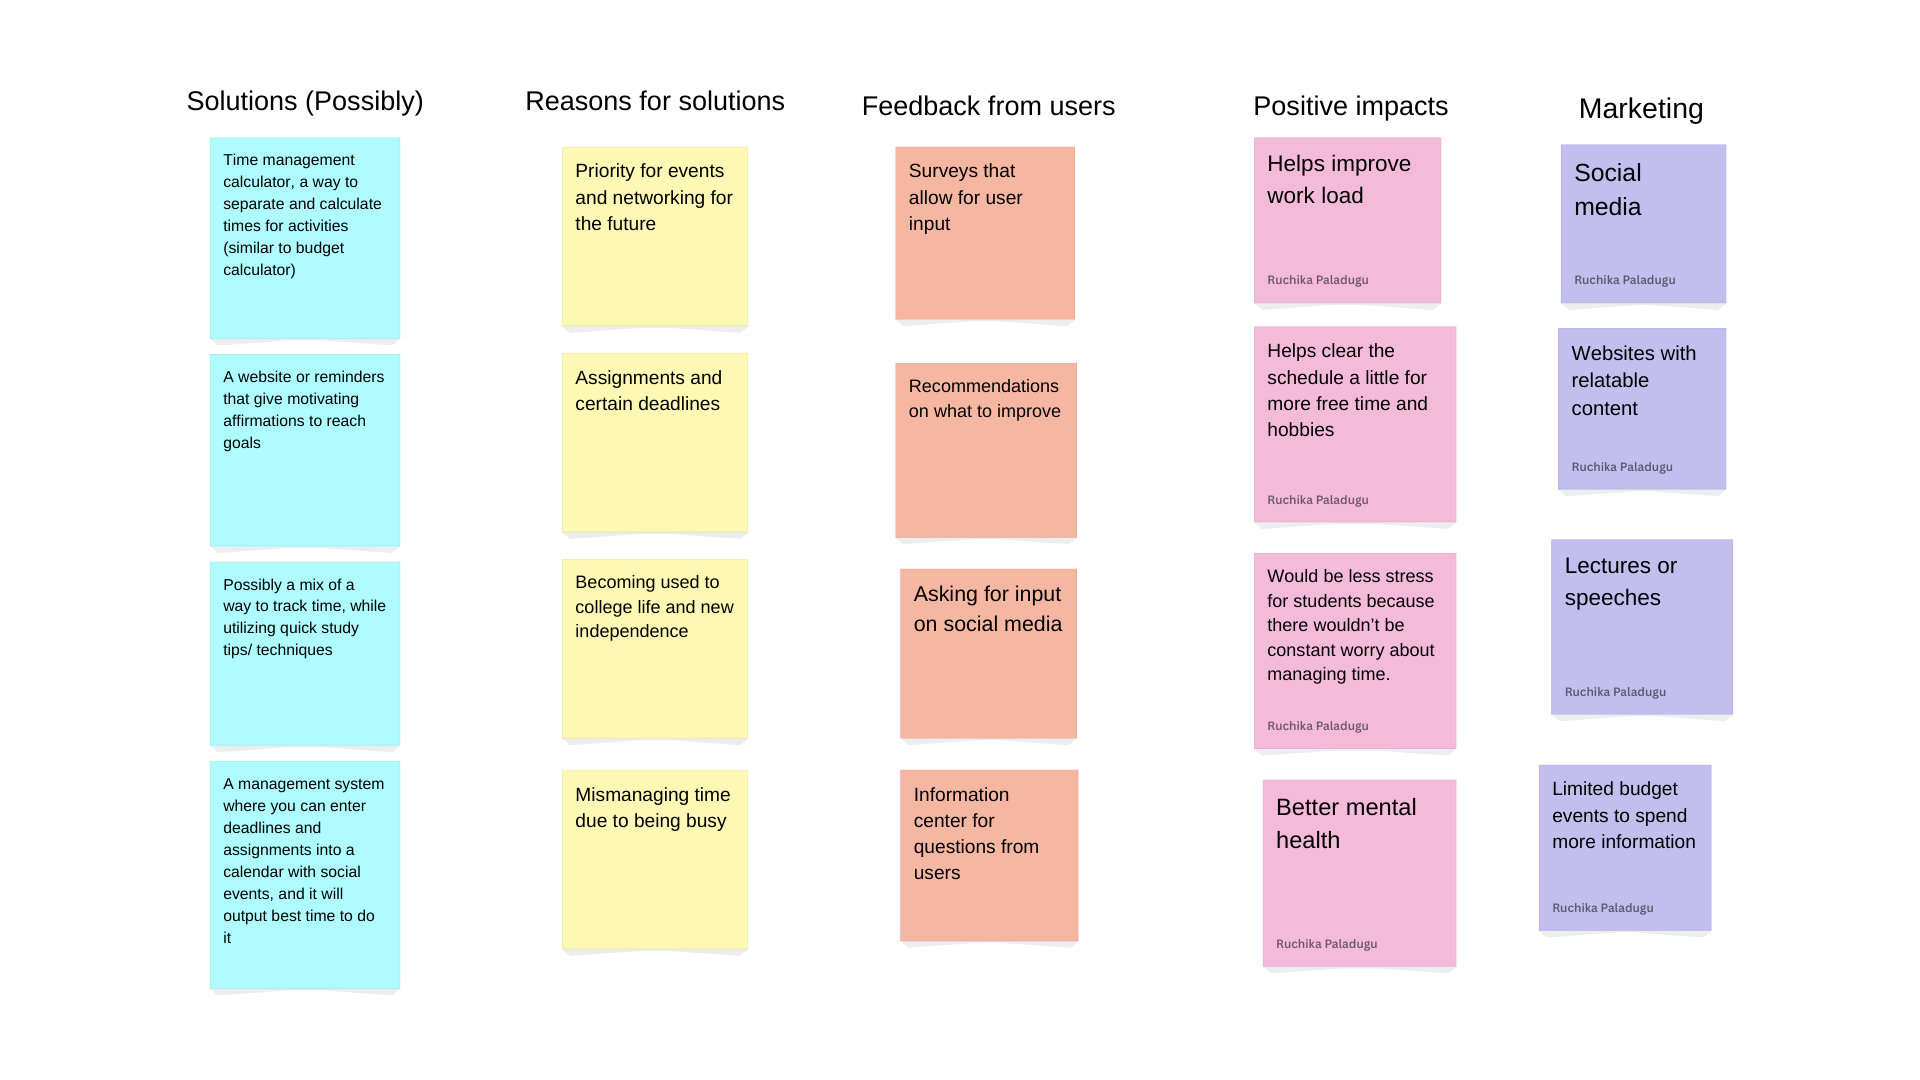 Solutions (Possibly)
Time management
calculator, a way to
separate and calculate
times for activities
(similar to budget
calculator)
A website or reminders
that give motivating
affirmations to reach
goals
Possibly a mix of a
way to track time, while
utilizing quick study
tips/ techniques
A management system
where you can enter
deadlines and
assignments into a
calendar with social
events, and it will
output best time to do
it
Reasons for solutions
Priority for events
and networking for
the future
Assignments and
certain deadlines
Becoming used to
college life and new
independence
Mismanaging time
due to being busy
Feedback from users
Surveys that
allow for user
input
Recommendations
on what to improve
Asking for input
on social media
Information
center for
questions from
users
Positive impacts
Helps improve
work load
Ruchika Paladugu
Helps clear the
schedule a little for
more free time and
hobbies
Ruchika Paladugu
Would be less stress
for students because
there wouldn’t be
constant worry about
managing time.
Ruchika Paladugu
Better mental
health
Ruchika Paladugu
Marketing
Social
media
Ruchika Paladugu
Websites with
relatable
content
Ruchika Paladugu
Lectures or
speeches
Ruchika Paladugu
Limited budget
events to spend
more information
Ruchika Paladugu